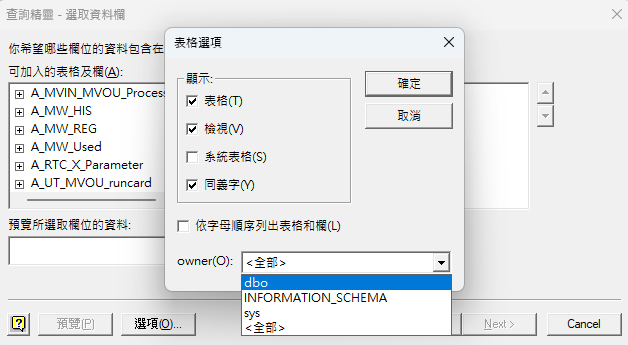 查詢精靈 - 選取資料欄
你希望哪些欄位的資料包含在
可加入的表格及欄(A):
A_MVIN_MVOU_Process
A_MW_HIS
A_MW_REG
A_MW_Used
A_RTC_X_Parameter
A_UT_MVOU_runcard
預覽所選取欄位的資料:
預覽(P)
選項(O)...
Next >
Cancel
表格選項
顯示:
表格(T)
檢視(V)
系統表格(S)
同義字(Y)
確定
取消
依字母順序列出表格和欄(L)
owner(O):
<全部>
dbo
INFORMATION_SCHEMA
sys
<全部>